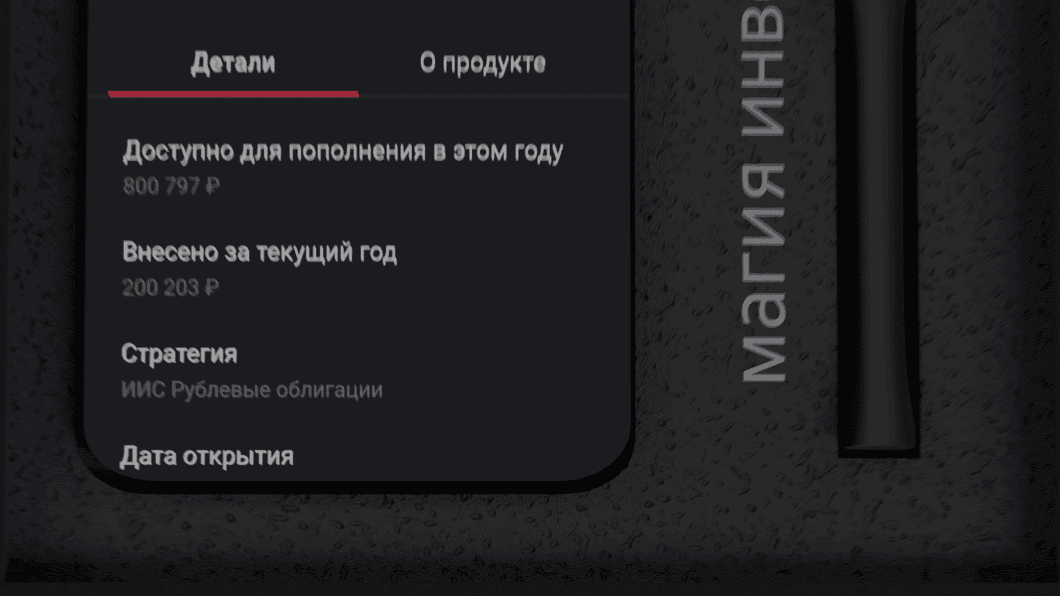 Детали
О продукте
Доступно для пополнения в этом году
800 797 ₽
Внесено за текущий год
200 203 ₽
Стратегия
ИИС Рублевые облигации
Дата открытия
магия